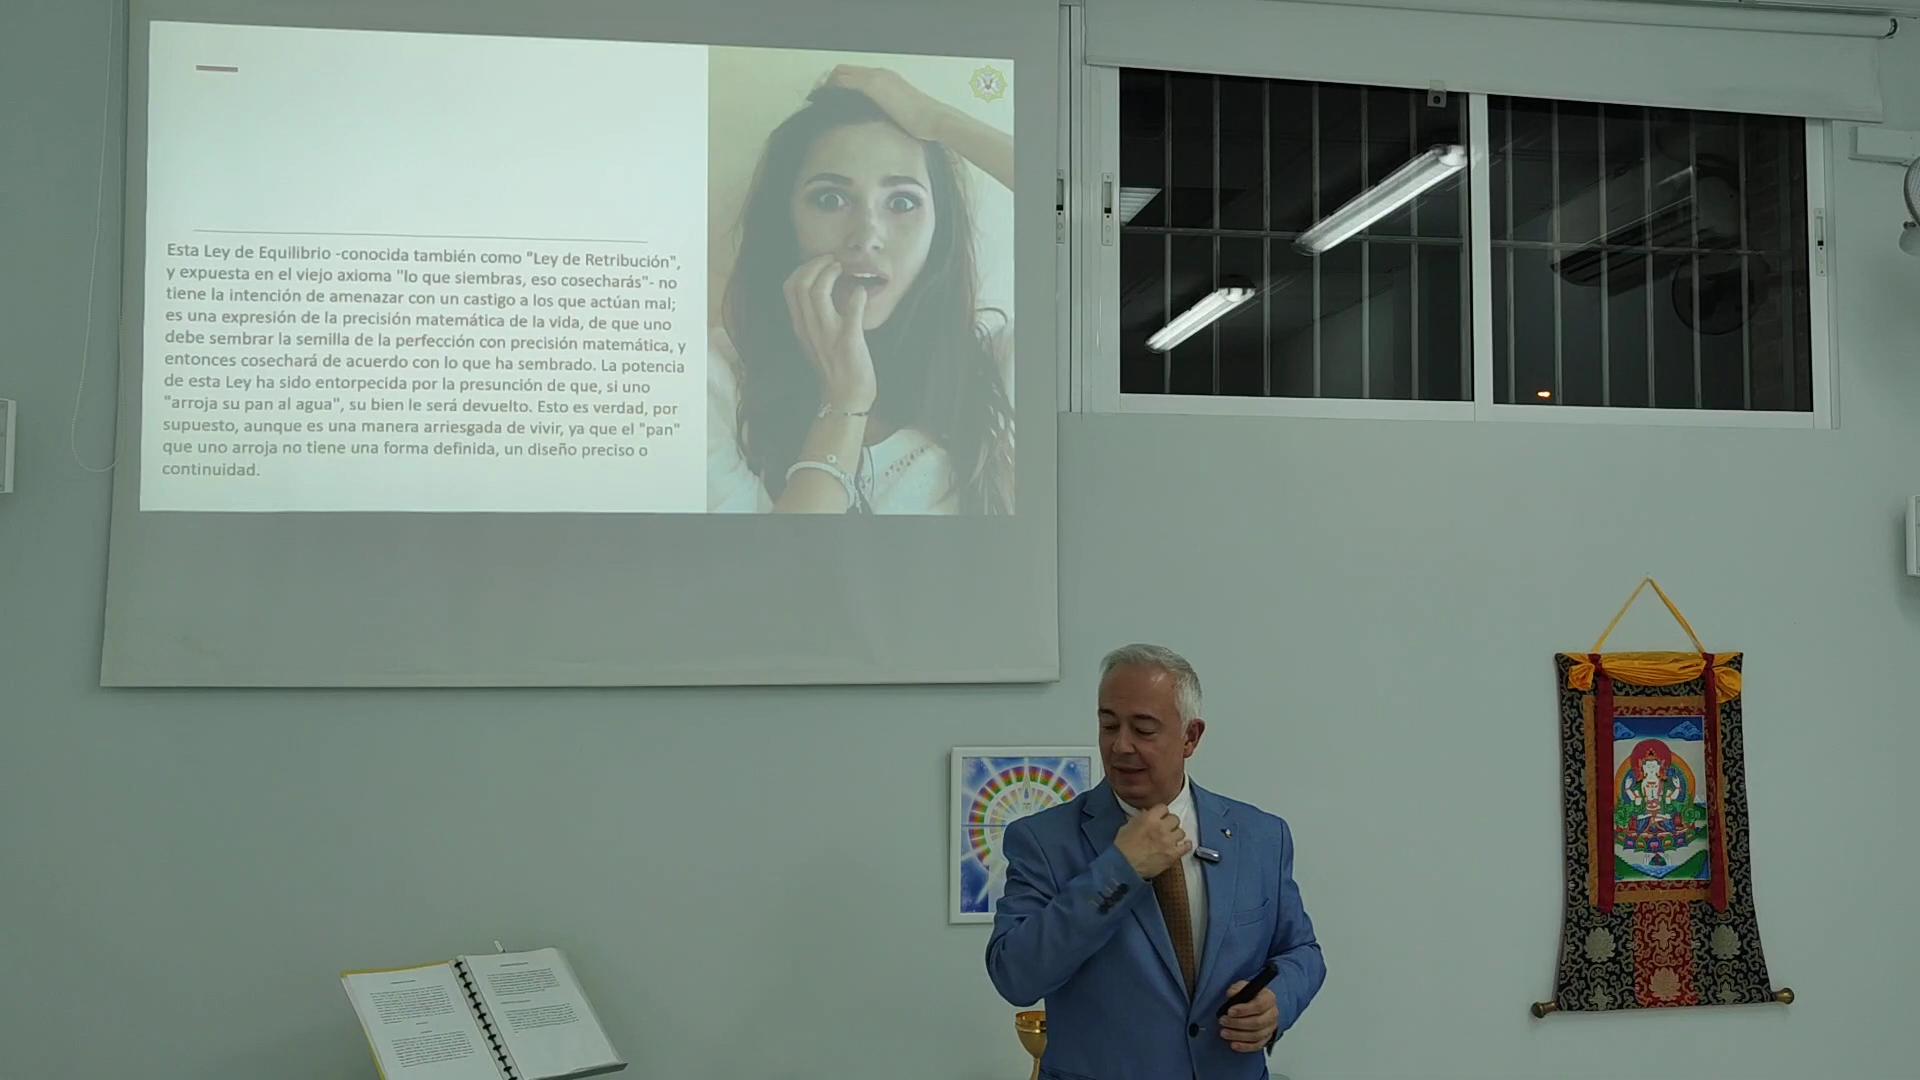 Esta Ley de Equilibrio -conocida también como "Ley de Retribución",
y expuesta en el viejo axioma "lo que siembras, eso cosecharás"- no
tiene la intención de amenazar con un castigo a los que actúan mal;
es una expresión de la precisión matemática de la vida, de que uno
debe sembrar la semilla de la perfección con precisión matemática, y
entonces cosechará de acuerdo con lo que ha sembrado. La potencia
de esta Ley ha sido entorpecida por la presunción de que, si uno
"arroja su pan al agua", su bien le será devuelto. Esto es verdad, por
supuesto, aunque es una manera arriesgada de vivir, ya que el "pan"
que uno arroja no tiene una forma definida, un diseño preciso o
continuidad.